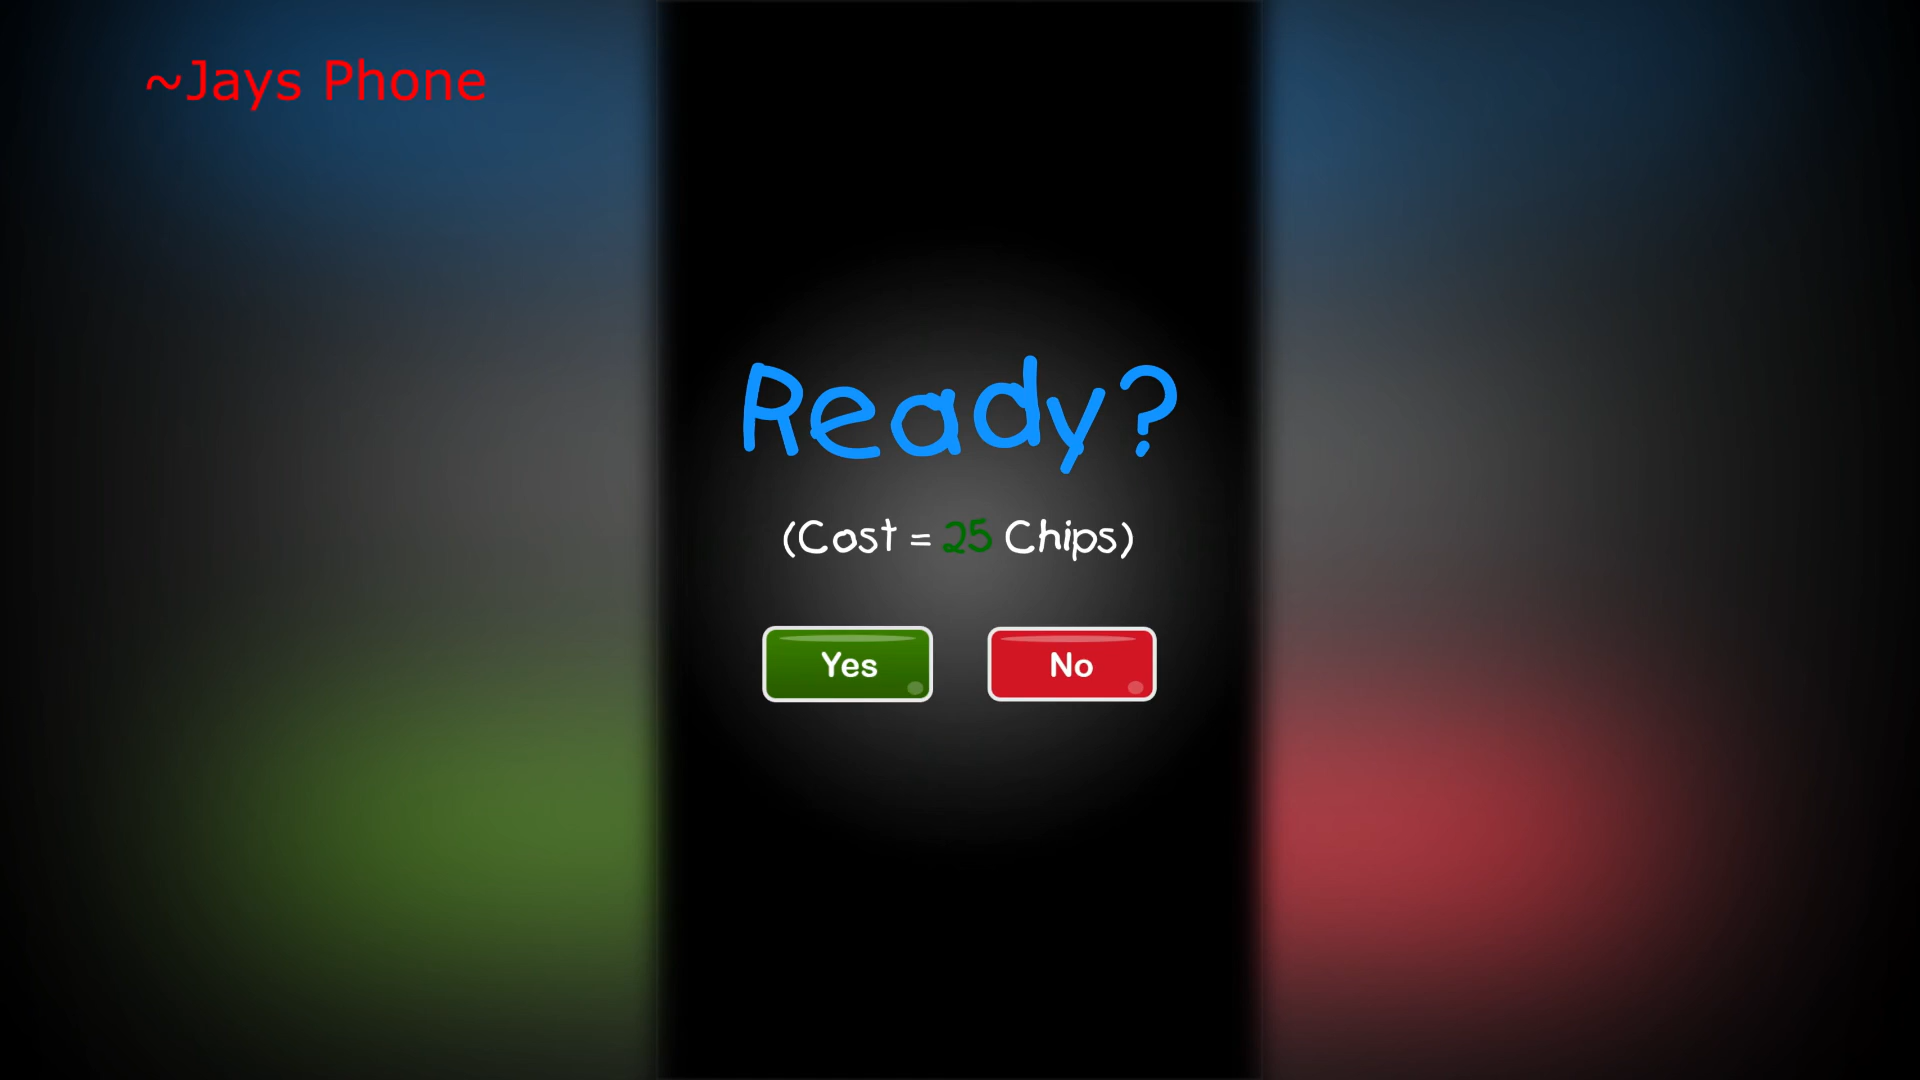 ~Jays Phone
Ready?
(Cost = 25 Chips)
Yes
No